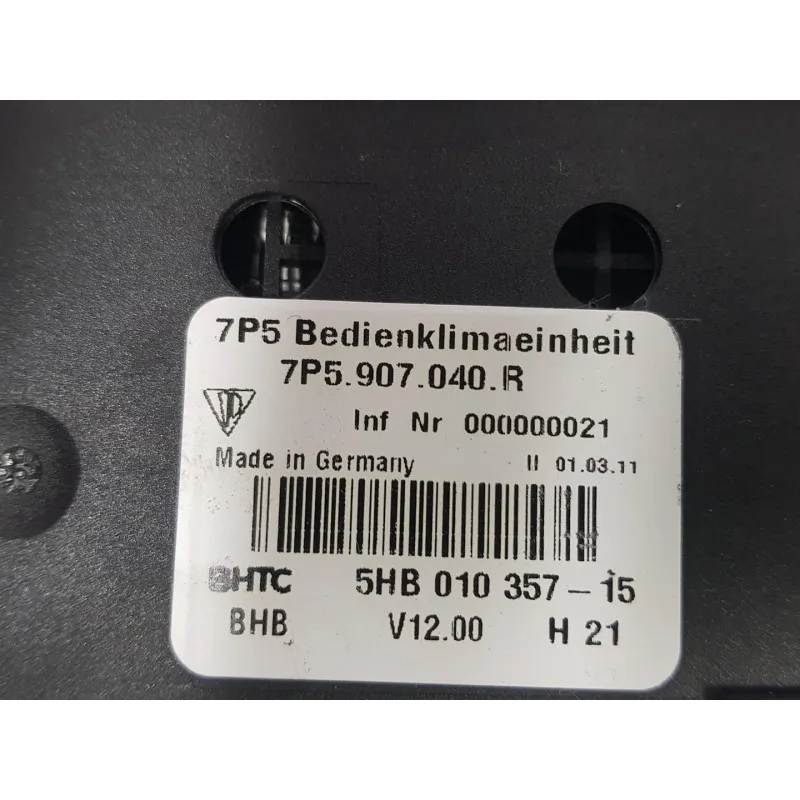 7P5 Bedienklimaeinheit
7P5.907.040.R
Inf Nr 000000021
Made in Germany II 01.03.11
BHTC 5HB 010 357-15
BHB V12.00 H 21